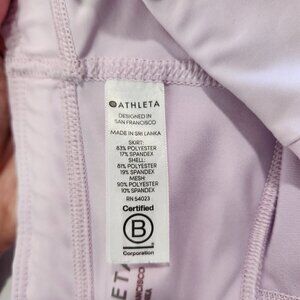 ATHLETA
DESIGNED IN
SAN FRANCISCO
MADE IN SRI LANKA
SKIRT:
83% POLYESTER
17% SPANDEX
SHELL:
81% POLYESTER
19% SPANDEX
MESH:
90% POLYESTER
10% SPANDEX
RN 54023
Certified
B
Corporation